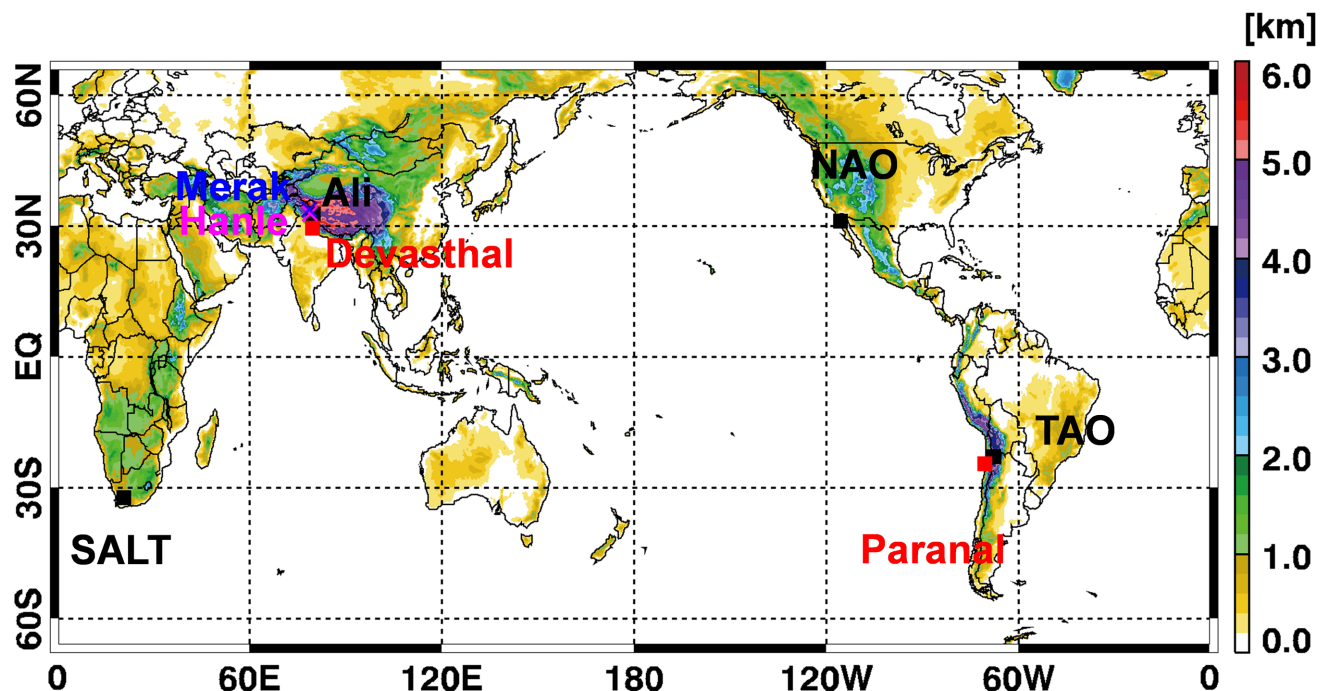 [km]
60N
30N
EQ
30S
60S
Merak
Ali
Hanle
Devasthal
NAO
TAO
SALT
Paranal
6.0
5.0
4.0
3.0
2.0
1.0
0.0
0 60E 120E 180 120W 60W 0